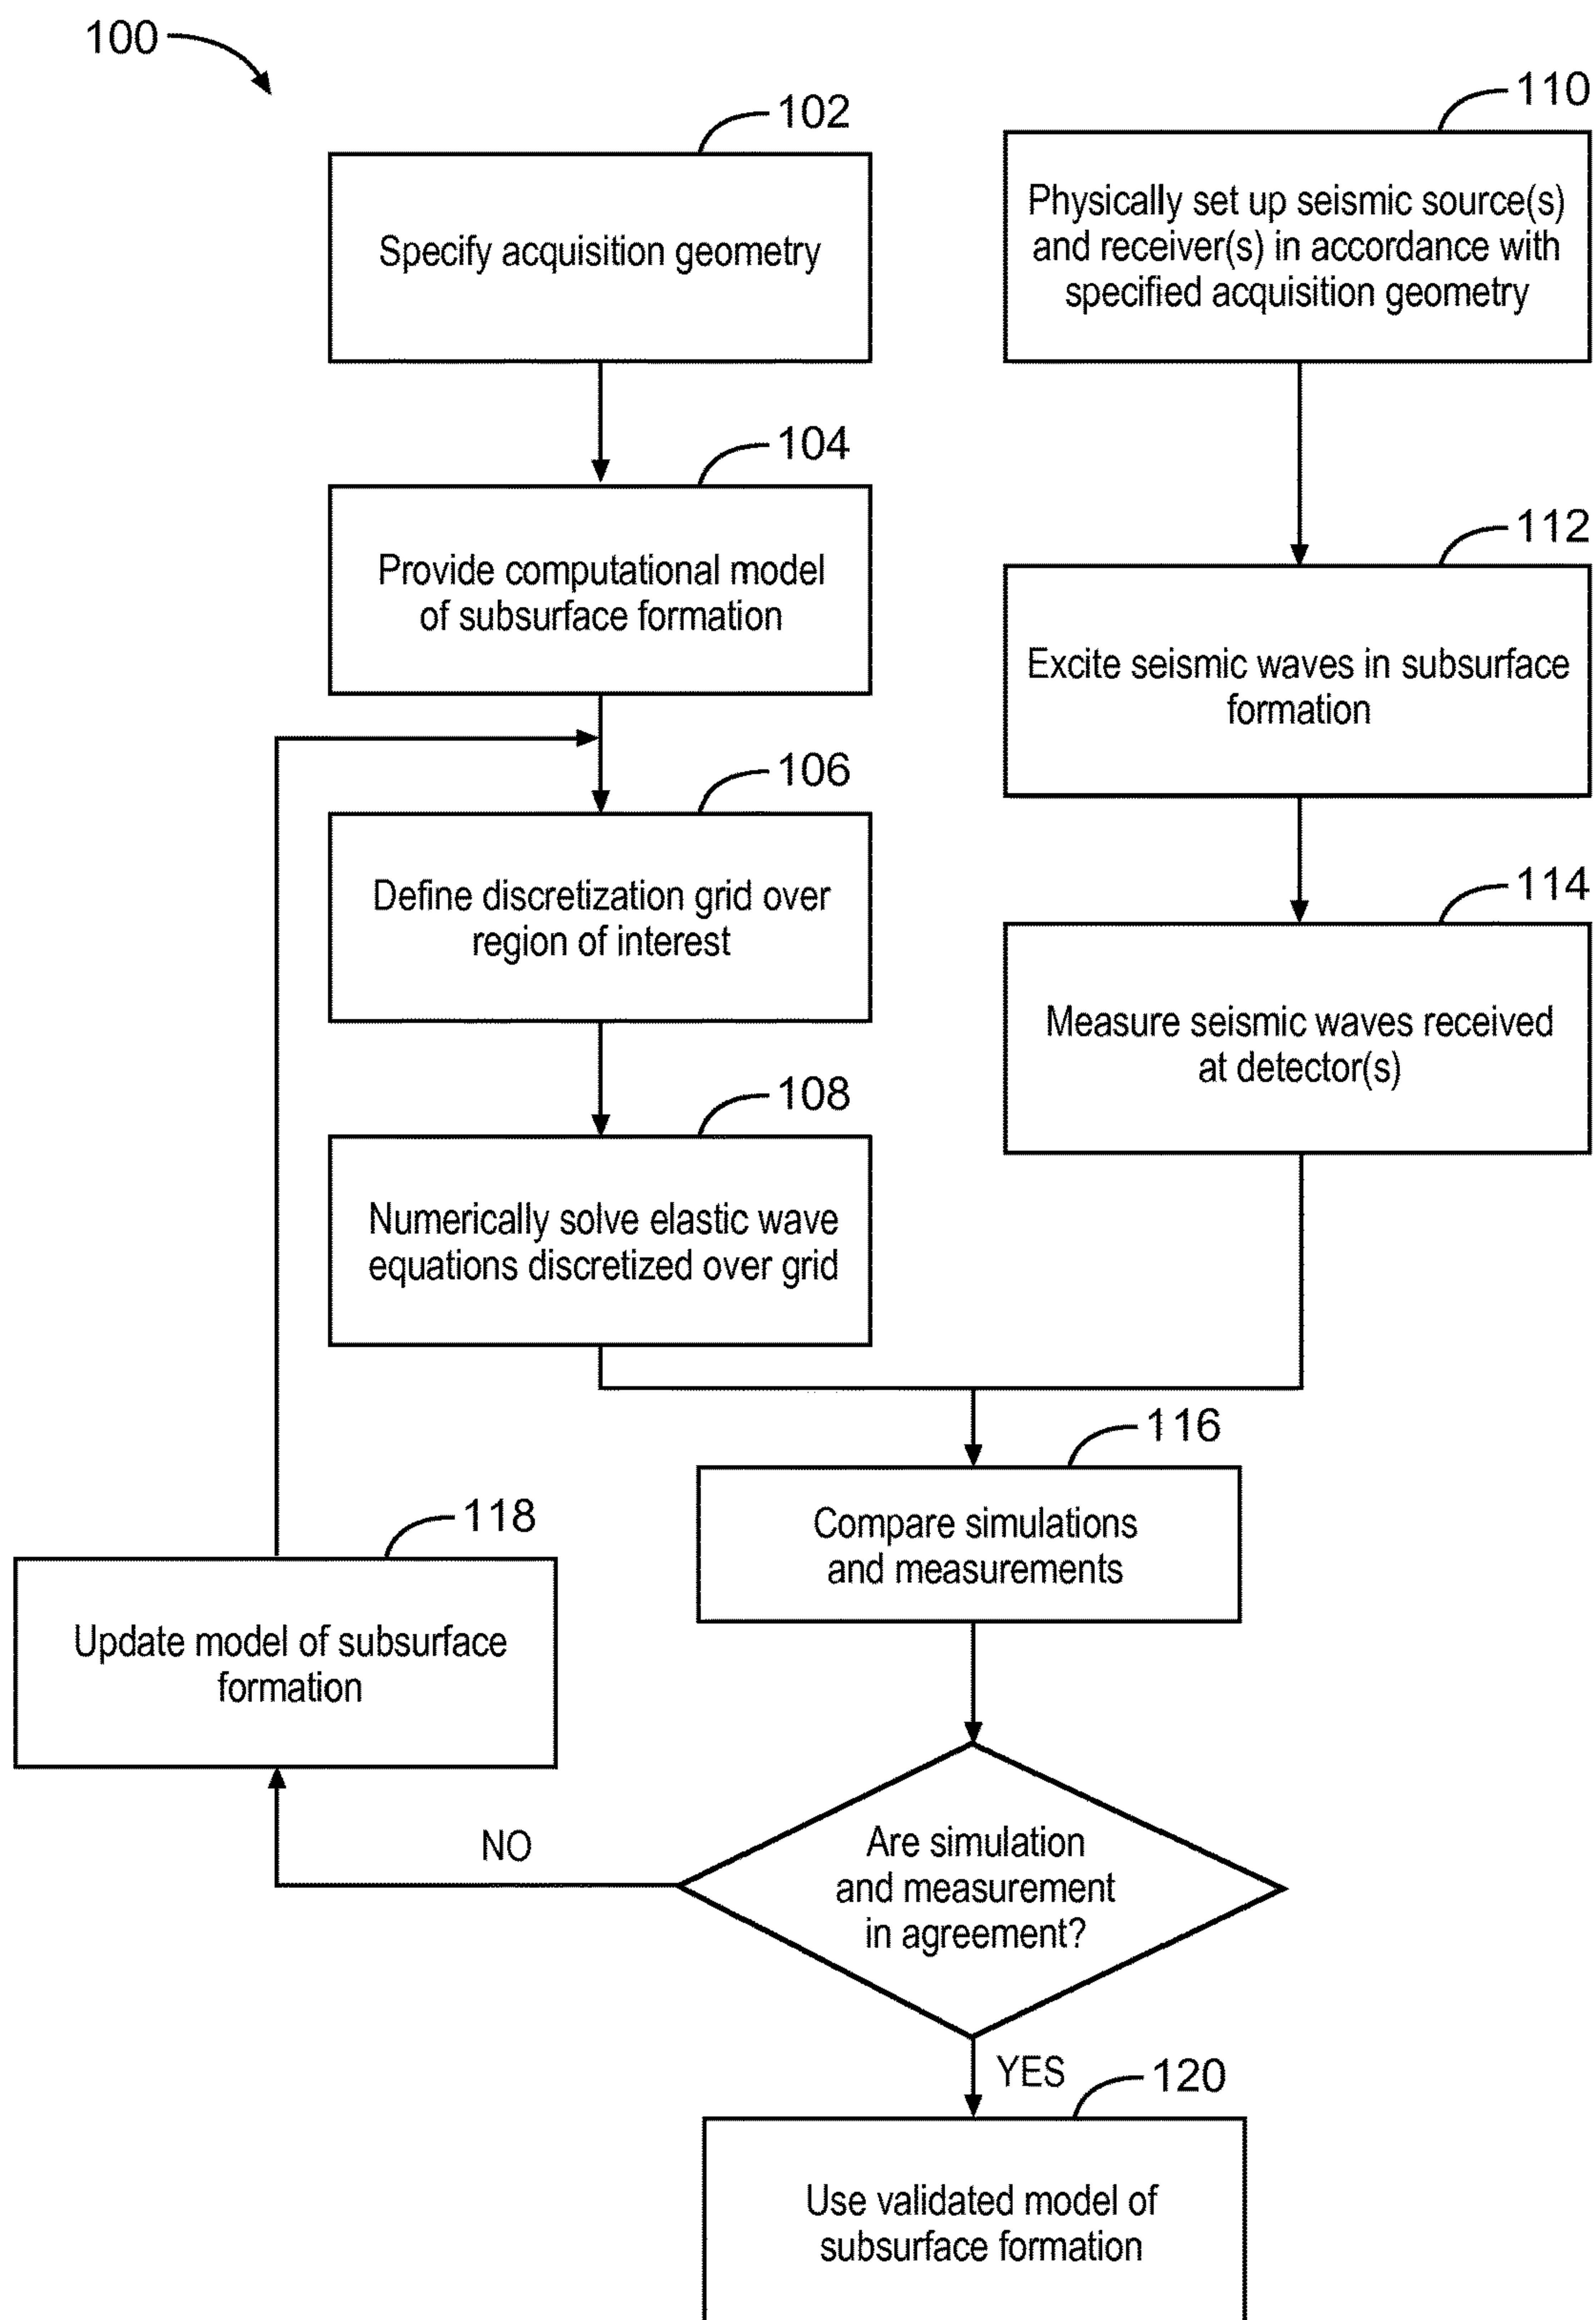 100
102
Specify acquisition geometry
104
Provide computational model
of subsurface formation
106
Define discretization grid over
region of interest
108
Numerically solve elastic wave
equations discretized over grid
110
Physically set up seismic source(s)
and receiver(s) in accordance with
specified acquisition geometry
112
Excite seismic waves in subsurface
formation
114
Measure seismic waves received
at detector(s)
116
Compare simulations
and measurements
118
Update model of subsurface
formation
NO
Are simulation
and measurement
in agreement?
YES
120
Use validated model of
subsurface formation